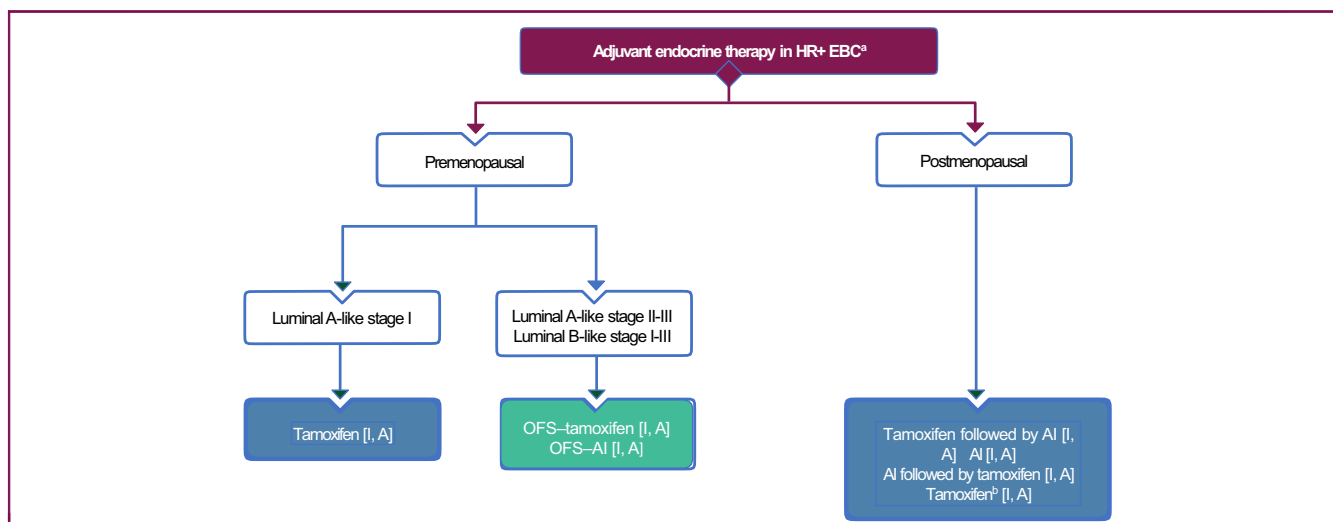 Adjuvant endocrine therapy in HR+ EBCᵃ
Premenopausal
Postmenopausal
Luminal A-like stage I
Luminal A-like stage II-III
Luminal B-like stage I-III
Tamoxifen [I, A]
OFS–tamoxifen [I, A]
OFS–AI [I, A]
Tamoxifen followed by AI [I,
A] AI [I, A]
AI followed by tamoxifen [I, A]
Tamoxifenᵇ [I, A]